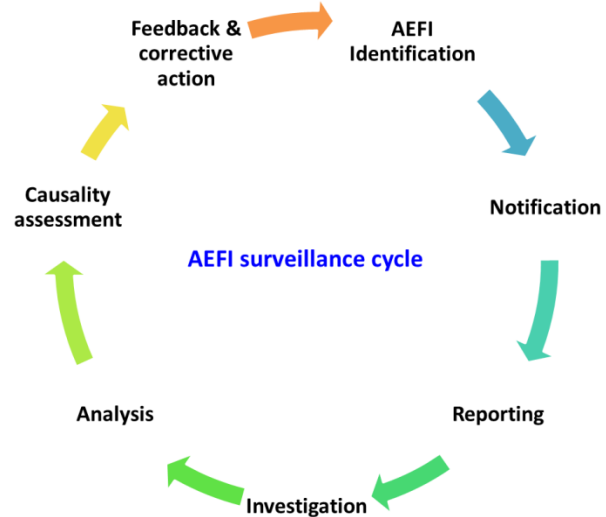 Feedback &
corrective
action
AEFI
Identification
Notification
Reporting
Investigation
Analysis
Causality
assessment
AEFI surveillance cycle